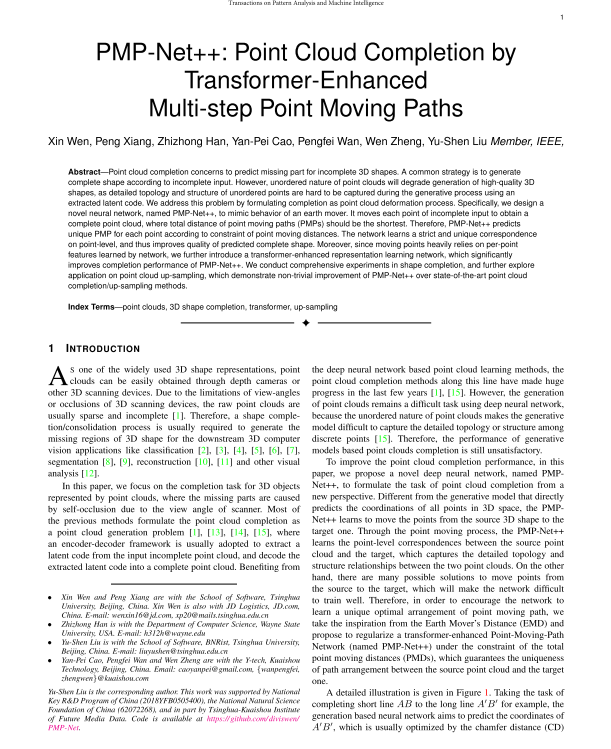 Transactions on Pattern Analysis and Machine Intelligence
1
PMP-Net++: Point Cloud Completion by
Transformer-Enhanced
Multi-step Point Moving Paths
Xin Wen, Peng Xiang, Zhizhong Han, Yan-Pei Cao, Pengfei Wan, Wen Zheng, Yu-Shen Liu Member, IEEE,
Abstract—Point cloud completion concerns to predict missing part for incomplete 3D shapes. A common strategy is to generate
complete shape according to incomplete input. However, unordered nature of point clouds will degrade generation of high-quality 3D
shapes, as detailed topology and structure of unordered points are hard to be captured during the generative process using an
extracted latent code. We address this problem by formulating completion as point cloud deformation process. Specifically, we design a
novel neural network, named PMP-Net++, to mimic behavior of an earth mover. It moves each point of incomplete input to obtain a
complete point cloud, where total distance of point moving paths (PMPs) should be the shortest. Therefore, PMP-Net++ predicts
unique PMP for each point according to constraint of point moving distances. The network learns a strict and unique correspondence
on point-level, and thus improves quality of predicted complete shape. Moreover, since moving points heavily relies on per-point
features learned by network, we further introduce a transformer-enhanced representation learning network, which significantly
improves completion performance of PMP-Net++. We conduct comprehensive experiments in shape completion, and further explore
application on point cloud up-sampling, which demonstrate non-trivial improvement of PMP-Net++ over state-of-the-art point cloud
completion/up-sampling methods.
Index Terms—point clouds, 3D shape completion, transformer, up-sampling
1 INTRODUCTION
AS one of the widely used 3D shape representations, point
clouds can be easily obtained through depth cameras or
other 3D scanning devices. Due to the limitations of view-angles
or occlusions of 3D scanning devices, the raw point clouds are
usually sparse and incomplete [1]. Therefore, a shape comple-
tion/consolidation process is usually required to generate the
missing regions of 3D shape for the downstream 3D computer
vision applications like classification [2], [3], [4], [5], [6], [7],
segmentation [8], [9], reconstruction [10], [11] and other visual
analysis [12].
In this paper, we focus on the completion task for 3D objects
represented by point clouds, where the missing parts are caused
by self-occlusion due to the view angle of scanner. Most of
the previous methods formulate the point cloud completion as
a point cloud generation problem [1], [13], [14], [15], where
an encoder-decoder framework is usually adopted to extract a
latent code from the input incomplete point cloud, and decode the
extracted latent code into a complete point cloud. Benefiting from
• Xin Wen and Peng Xiang are with the School of Software, Tsinghua
University, Beijing, China. Xin Wen is also with JD Logistics, JD.com,
China. E-mail: wenxin16@jd.com, xp20@mails.tsinghua.edu.cn
• Zhizhong Han is with the Department of Computer Science, Wayne State
University, USA. E-mail: h312h@wayne.edu
• Yu-Shen Liu is with the School of Software, BNRist, Tsinghua University,
Beijing, China. E-mail: liuyushen@tsinghua.edu.cn
• Yan-Pei Cao, Pengfei Wan and Wen Zheng are with the Y-tech, Kuaishou
Technology, Beijing, China. Email: caoyanpei@gmail.com, {wanpengfei,
zhengwen}@kuaishou.com
Yu-Shen Liu is the corresponding author. This work was supported by National
Key R&D Program of China (2018YFB0505400), the National Natural Science
Foundation of China (62072268), and in part by Tsinghua-Kuaishou Institute
of Future Media Data. Code is available at https://github.com/diviswen/
PMP-Net.
the deep neural network based point cloud learning methods, the
point cloud completion methods along this line have made huge
progress in the last few years [1], [15]. However, the generation
of point clouds remains a difficult task using deep neural network,
because the unordered nature of point clouds makes the generative
model difficult to capture the detailed topology or structure among
discrete points [15]. Therefore, the performance of generative
models based point clouds completion is still unsatisfactory.
To improve the point cloud completion performance, in this
paper, we propose a novel deep neural network, named PMP-
Net++, to formulate the task of point cloud completion from a
new perspective. Different from the generative model that directly
predicts the coordinations of all points in 3D space, the PMP-
Net++ learns to move the points from the source 3D shape to the
target one. Through the point moving process, the PMP-Net++
learns the point-level correspondences between the source point
cloud and the target, which captures the detailed topology and
structure relationships between the two point clouds. On the other
hand, there are many possible solutions to move points from
the source to the target, which will make the network difficult
to train well. Therefore, in order to encourage the network to
learn a unique optimal arrangement of point moving path, we
take the inspiration from the Earth Mover's Distance (EMD) and
propose to regularize a transformer-enhanced Point-Moving-Path
Network (named PMP-Net++) under the constraint of the total
point moving distances (PMDs), which guarantees the uniqueness
of path arrangement between the source point cloud and the target
one.
A detailed illustration is given in Figure 1. Taking the task of
completing short line AB to the long line A′B′ for example, the
generation based neural network aims to predict the coordinates of
A′B′, which is usually optimized by the chamfer distance (CD)